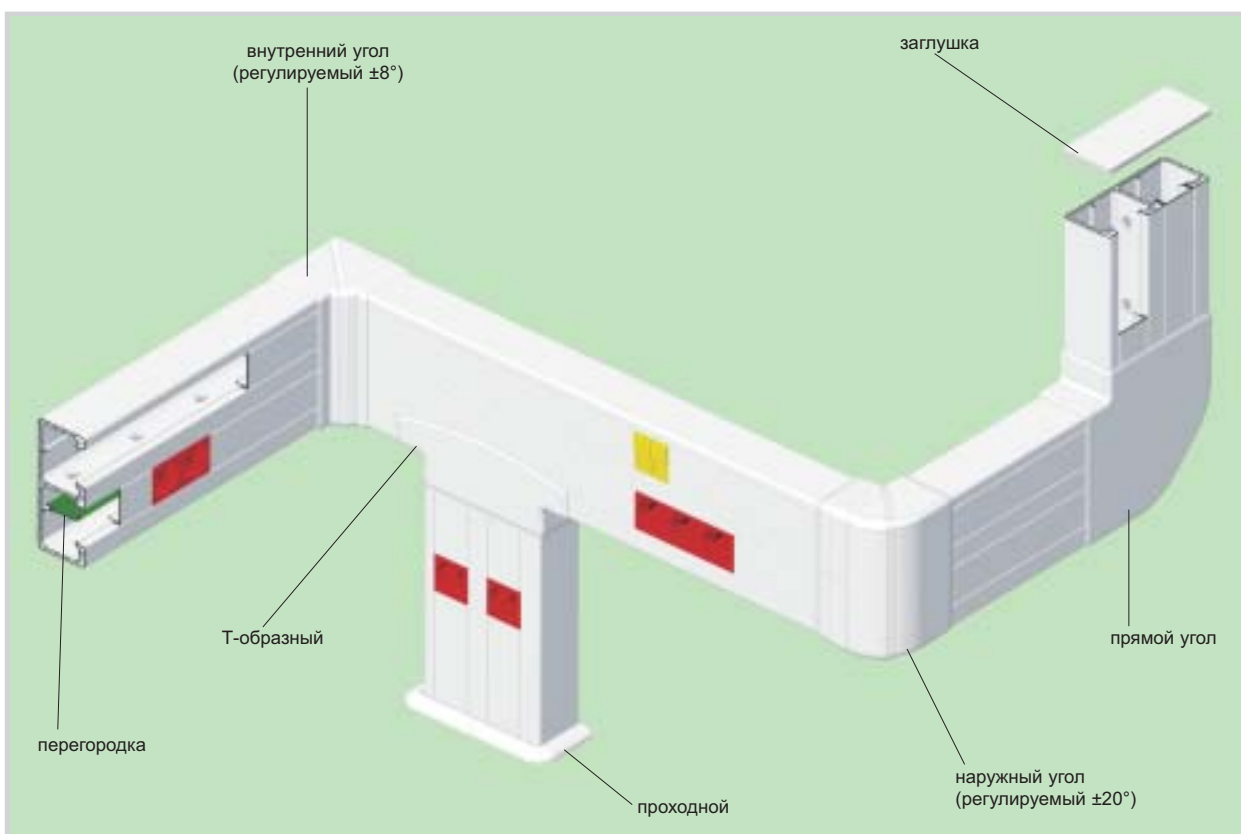 внутренний угол
(регулируемый ±8°)
заглушка
Т-образный
прямой угол
перегородка
наружный угол
(регулируемый ±20°)
проходной